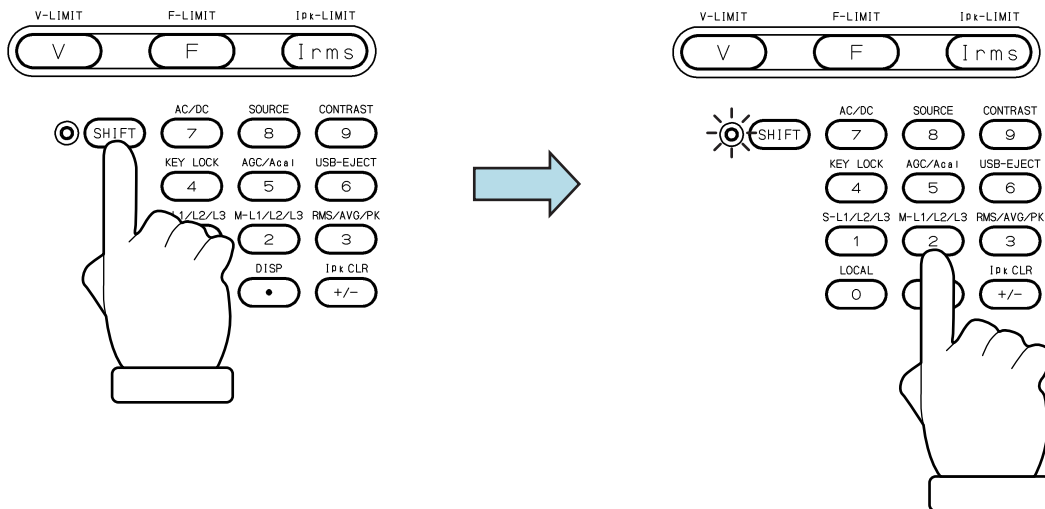 V-LIMIT F-LIMIT Ipk-LIMIT
V F Irms
AC/DC SOURCE CONTRAST
SHIFT 7 8 9
KEY LOCK AGC/Acal USB-EJECT
4 5 6
L1/L2/L3 M-L1/L2/L3 RMS/AVG/PK
2 3
DISP Ipk CLR
• +/-
V-LIMIT F-LIMIT Ipk-LIMIT
V F Irms
AC/DC SOURCE CONTRAST
SHIFT 7 8 9
KEY LOCK AGC/Acal USB-EJECT
4 5 6
S-L1/L2/L3 M-L1/L2/L3 RMS/AVG/PK
1 2 3
LOCAL Ipk CLR
0 +/-